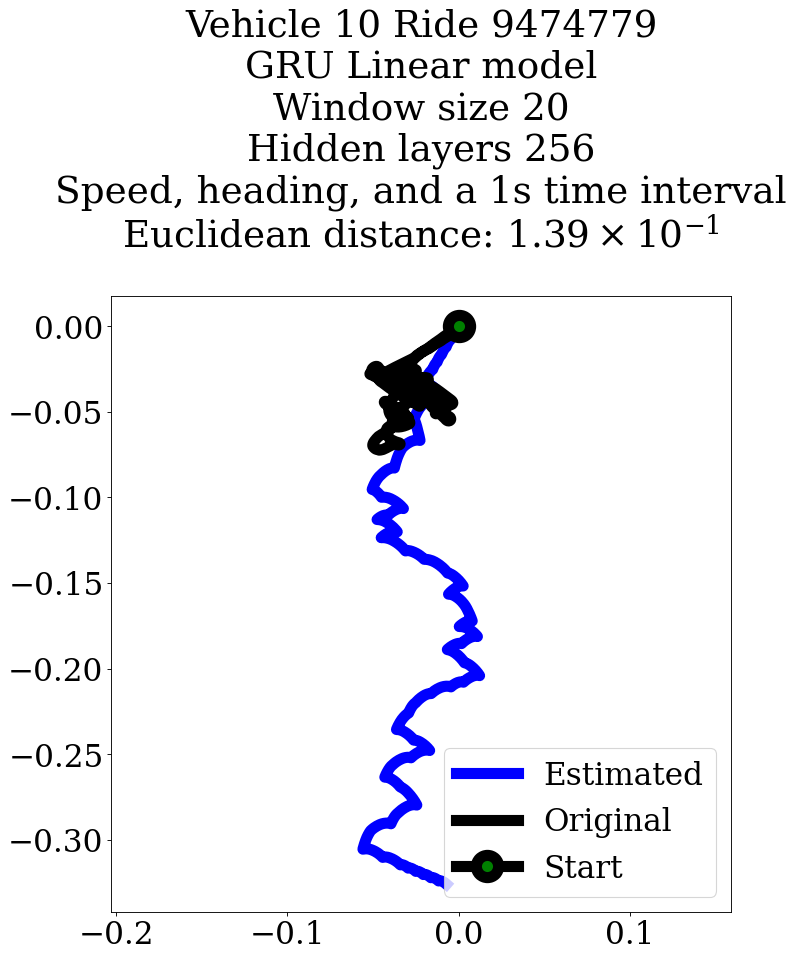 Vehicle 10 Ride 9474779
GRU Linear model
Window size 20
Hidden layers 256
Speed, heading, and a 1s time interval
Euclidean distance: 1.39 × 10⁻¹
0.00
−0.05
−0.10
−0.15
−0.20
−0.25
−0.30
Estimated
Original
Start
−0.2
−0.1
0.0
0.1